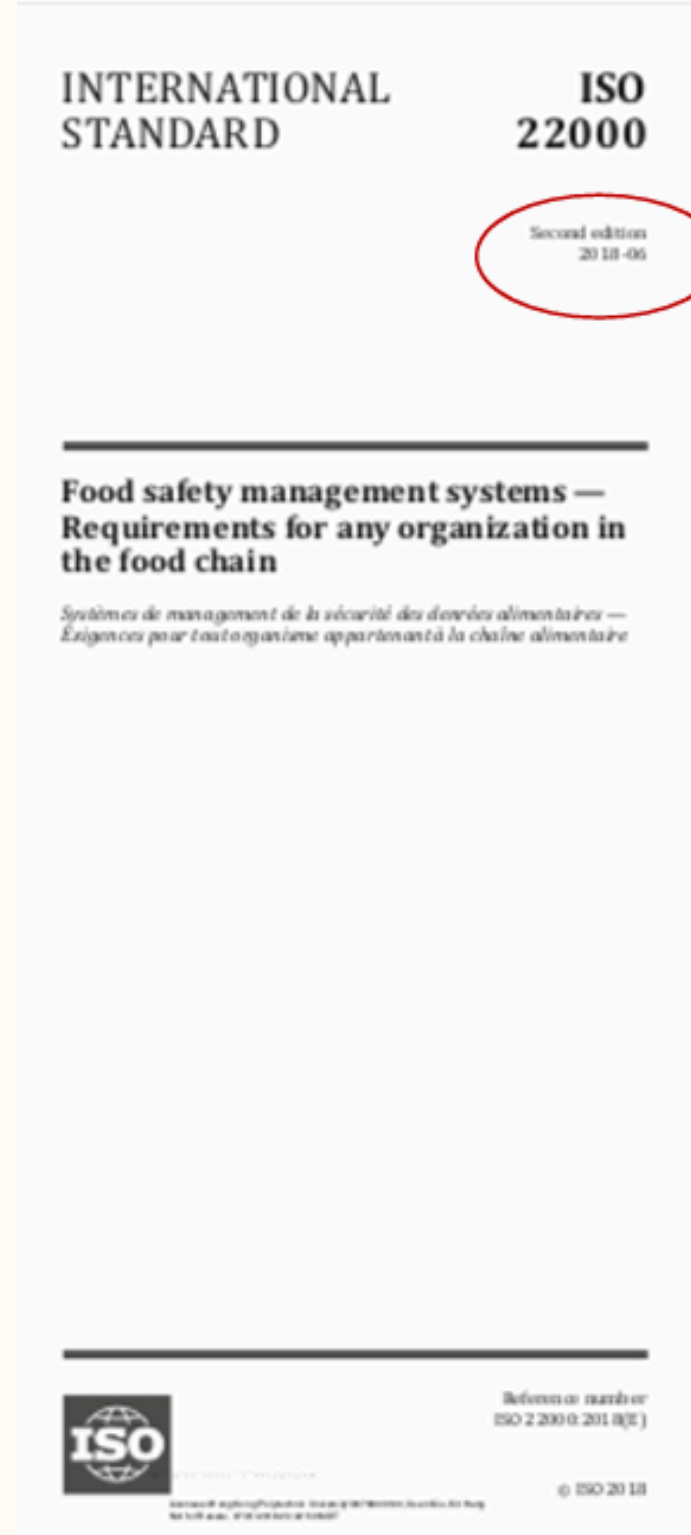 INTERNATIONAL
STANDARD
ISO
22000
Second edition
2018-06
Food safety management systems —
Requirements for any organization in
the food chain
Systèmes de management de la sécurité des denrées alimentaires —
Exigences pour tout organisme appartenant à la chaîne alimentaire
ISO
Reference number
ISO 22000:2018(E)
© ISO 2018